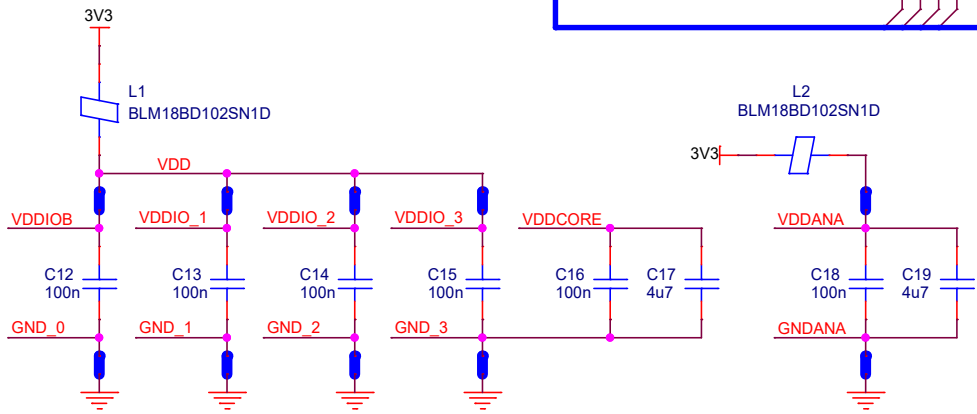 3V3
L1
BLM18BD102SN1D
L2
BLM18BD102SN1D
3V3
VDD
VDDIOB
VDDIO_1
VDDIO_2
VDDIO_3
VDDCORE
VDDANA
C12
100n
C13
100n
C14
100n
C15
100n
C16
100n
C17
4u7
C18
100n
C19
4u7
GND_0
GND_1
GND_2
GND_3
GNDANA